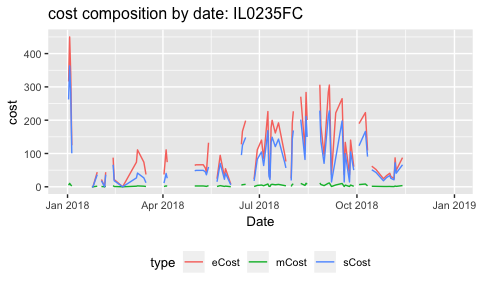 cost composition by date: IL0235FC
400
300
200
100
0
cost
Jan 2018 Apr 2018 Jul 2018 Oct 2018 Jan 2019
Date
type eCost mCost sCost